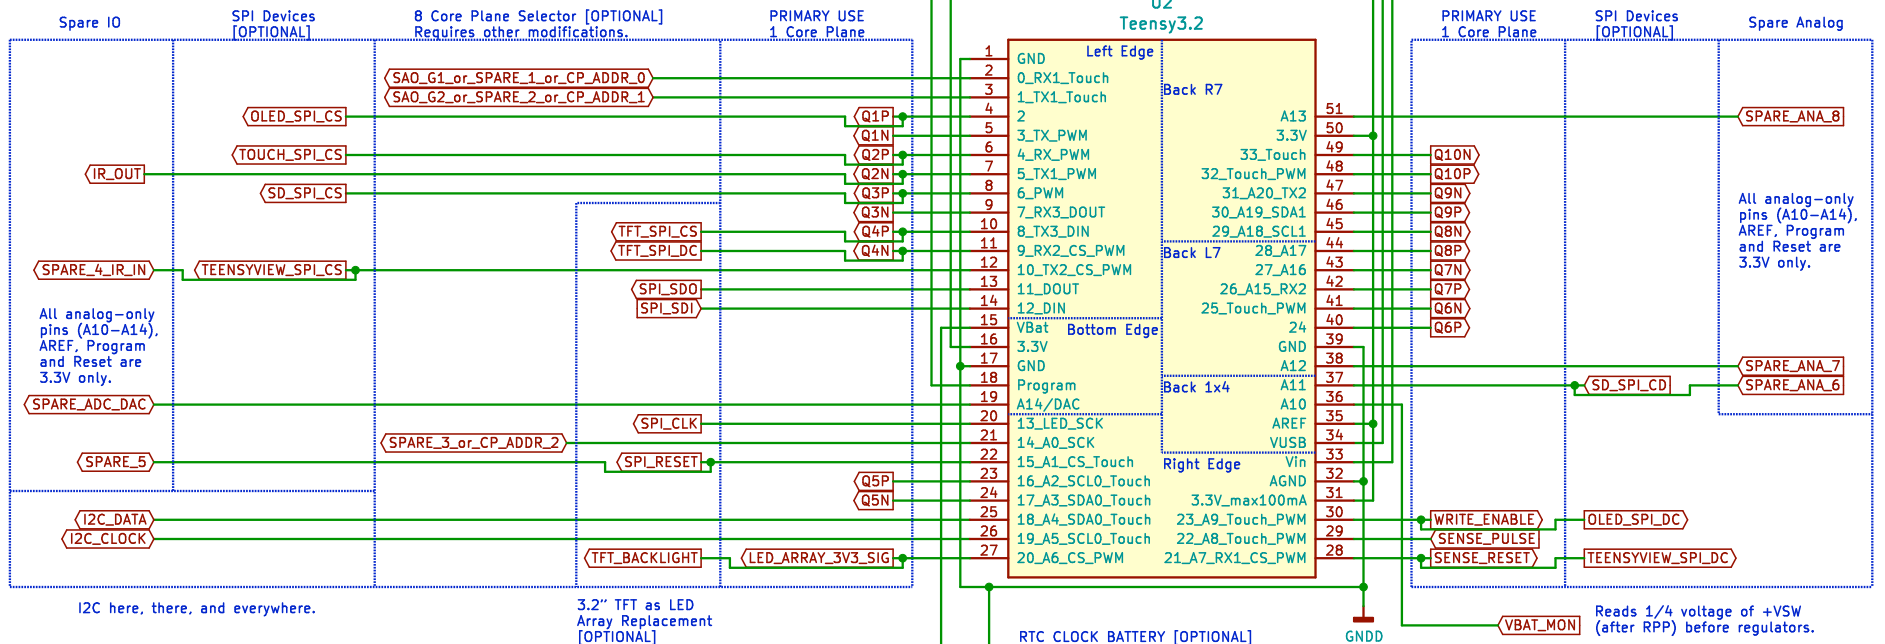 Spare IO
SPI Devices
[OPTIONAL]
8 Core Plane Selector [OPTIONAL]
Requires other modifications.
PRIMARY USE
1 Core Plane
U2
Teensy3.2
PRIMARY USE
1 Core Plane
SPI Devices
[OPTIONAL]
Spare Analog
SAO_G1_or_SPARE_1_or_CP_ADDR_0
SAO_G2_or_SPARE_2_or_CP_ADDR_1
OLED_SPI_CS
Q1P
Q1N
TOUCH_SPI_CS
Q2P
IR_OUT
Q2N
SD_SPI_CS
Q3P
Q3N
TFT_SPI_CS
Q4P
TFT_SPI_DC
Q4N
SPARE_4_IR_IN
TEENSYVIEW_SPI_CS
SPI_SDO
SPI_SDI
All analog-only
pins (A10-A14),
AREF, Program
and Reset are
3.3V only.
SPARE_ADC_DAC
SPI_CLK
SPARE_3_or_CP_ADDR_2
SPARE_5
SPI_RESET
Q5P
Q5N
I2C_DATA
I2C_CLOCK
TFT_BACKLIGHT
LED_ARRAY_3V3_SIG
I2C here, there, and everywhere.
3.2" TFT as LED
Array Replacement
[OPTIONAL]
Left Edge
Back R7
Back L7
Bottom Edge
Back 1x4
Right Edge
1 GND
2 0_RX1_Touch
3 1_TX1_Touch
4 2
5 3_TX_PWM
6 4_RX_PWM
7 5_TX1_PWM
8 6_PWM
9 7_RX3_DOUT
10 8_TX3_DIN
11 9_RX2_CS_PWM
12 10_TX2_CS_PWM
13 11_DOUT
14 12_DIN
15 VBat
16 3.3V
17 GND
18 Program
19 A14/DAC
20 13_LED_SCK
21 14_A0_SCK
22 15_A1_CS_Touch
23 16_A2_SCL0_Touch
24 17_A3_SDA0_Touch
25 18_A4_SDA0_Touch
26 19_A5_SCL0_Touch
27 20_A6_CS_PWM
A13 51
3.3V 50
33_Touch 49
32_Touch_PWM 48
31_A20_TX2 47
30_A19_SDA1 46
29_A18_SCL1 45
28_A17 44
27_A16 43
26_A15_RX2 42
25_Touch_PWM 41
24 40
GND 39
A12 38
A11 37
A10 36
AREF 35
VUSB 34
Vin 33
AGND 32
3.3V_max100mA 31
23_A9_Touch_PWM 30
22_A8_Touch_PWM 29
21_A7_RX1_CS_PWM 28
SPARE_ANA_8
Q10N
Q10P
Q9N
Q9P
Q8N
Q8P
Q7N
Q7P
Q6N
Q6P
All analog-only
pins (A10-A14),
AREF, Program
and Reset are
3.3V only.
SPARE_ANA_7
SD_SPI_CD
SPARE_ANA_6
WRITE_ENABLE
OLED_SPI_DC
SENSE_PULSE
SENSE_RESET
TEENSYVIEW_SPI_DC
VBAT_MON
Reads 1/4 voltage of +VSW
(after RPP) before regulators.
GNDD
RTC CLOCK BATTERY [OPTIONAL]